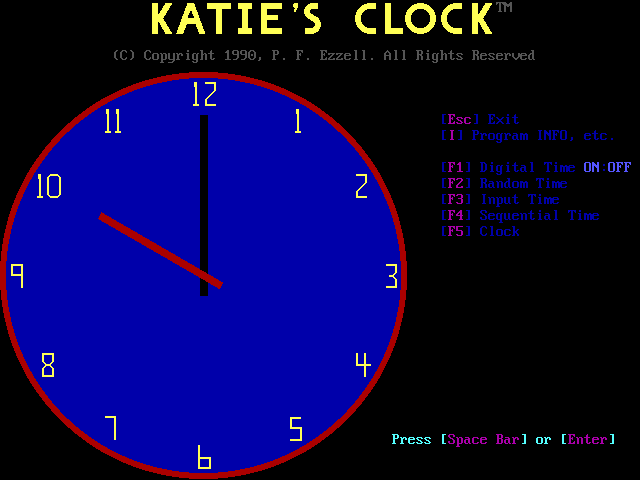 KATIE'S CLOCK™
(C) Copyright 1990, P. F. Ezzell. All Rights Reserved
12
11
1
10
2
9
3
8
4
7
5
6
[Esc] Exit
[I] Program INFO, etc.
[F1] Digital Time ON:OFF
[F2] Random Time
[F3] Input Time
[F4] Sequential Time
[F5] Clock
Press [Space Bar] or [Enter]